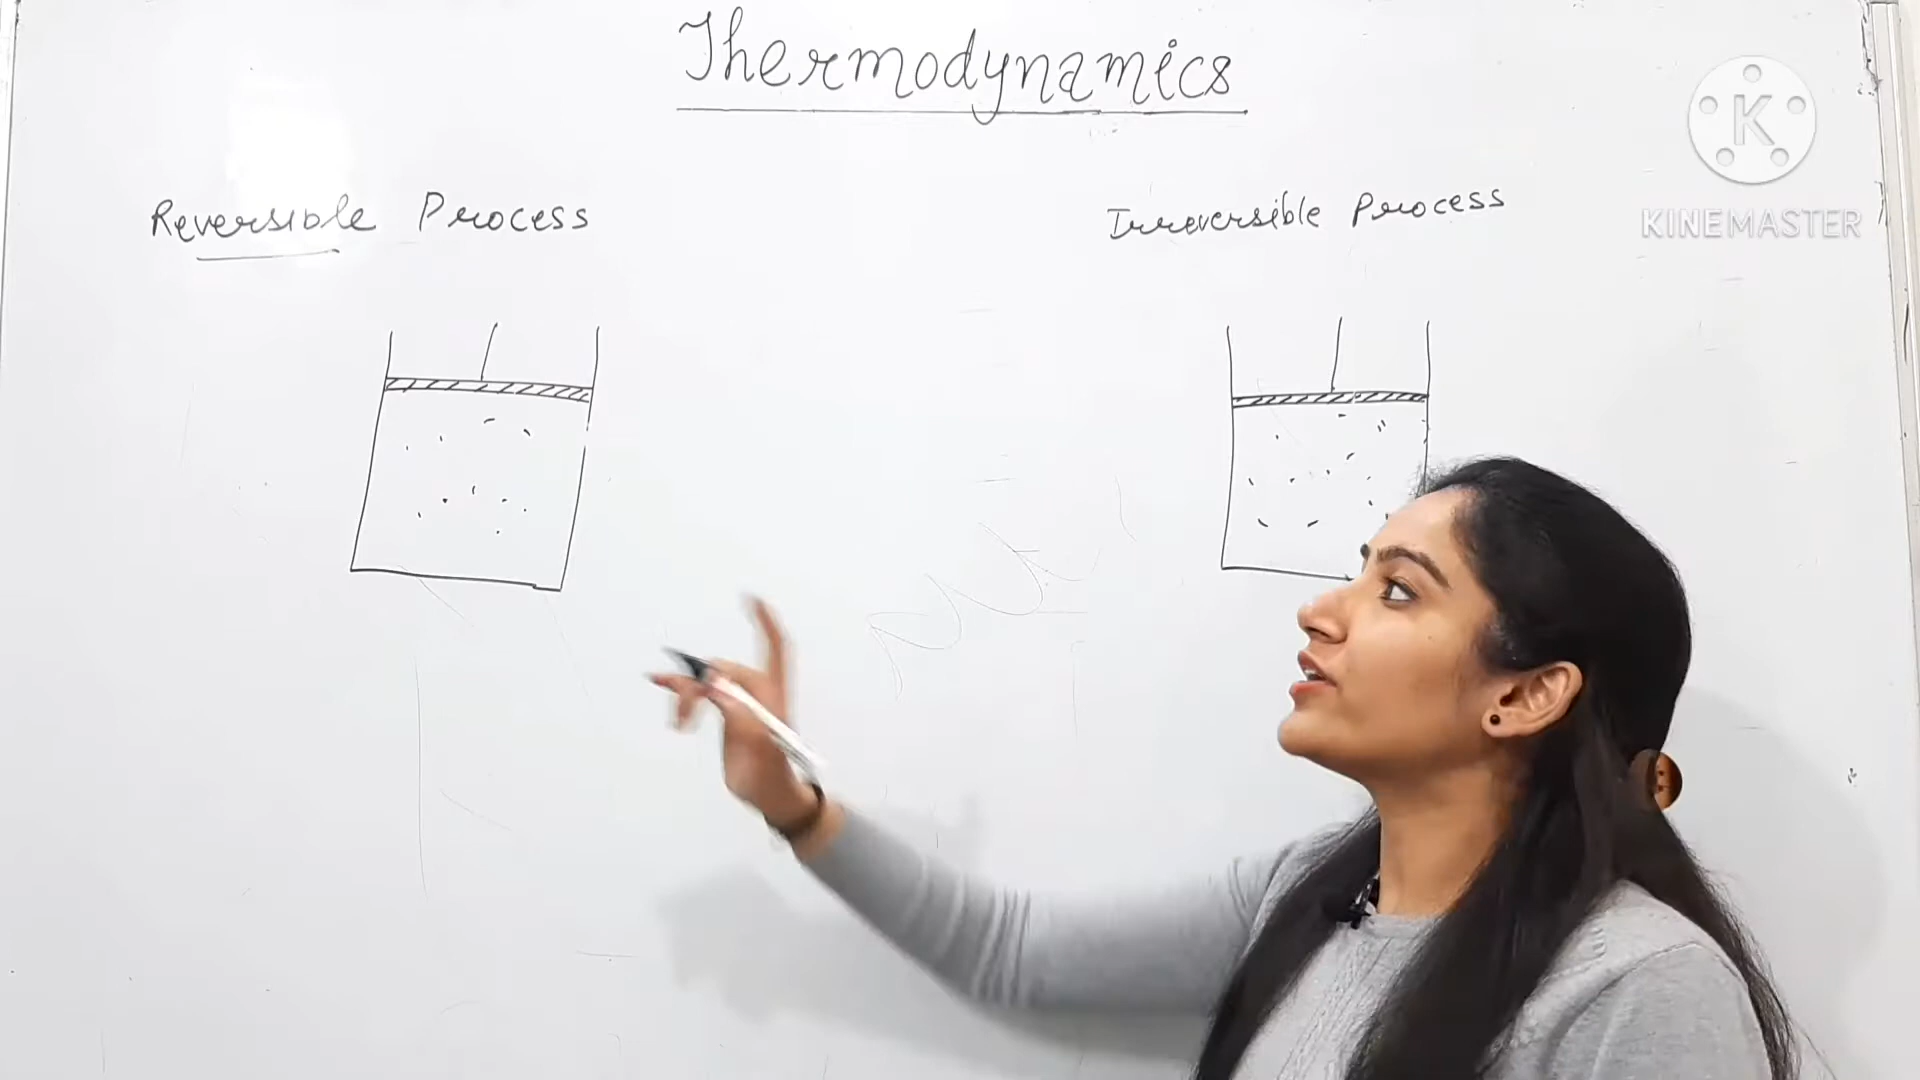 Thermodynamics
Reversible Process
Irreversible Process
K
KINEMASTER